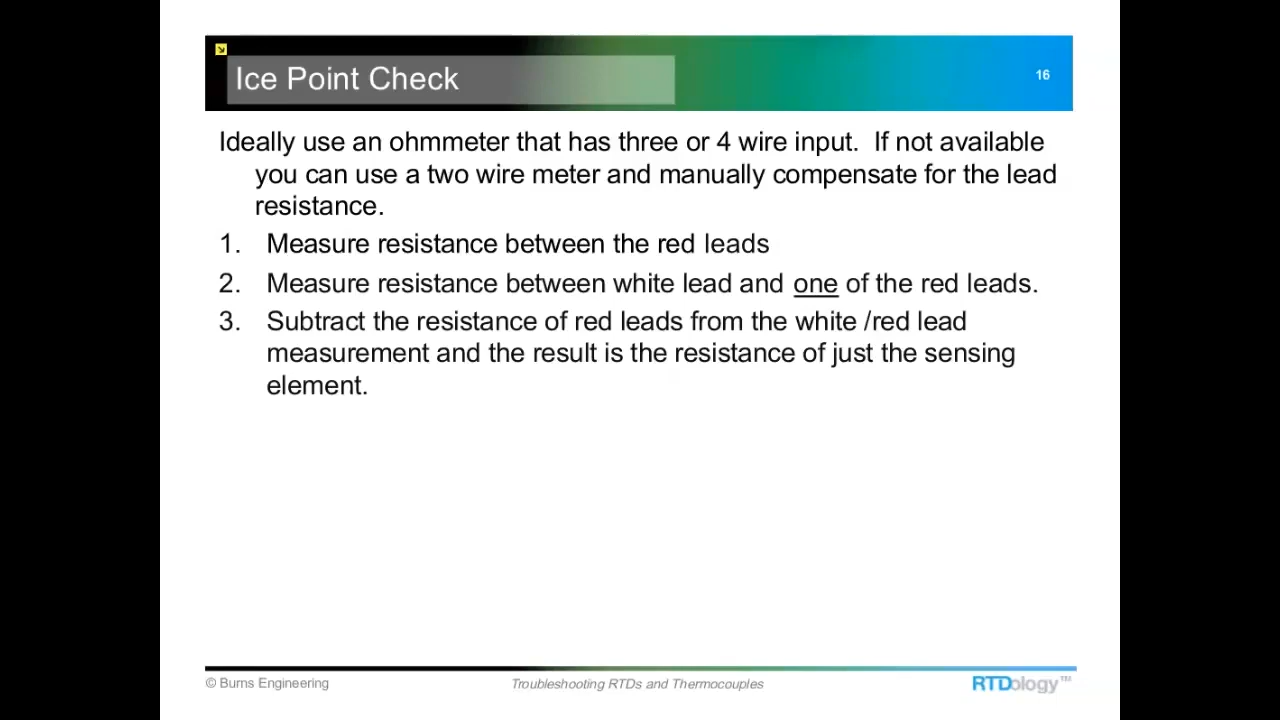 Ice Point Check
16
Ideally use an ohmmeter that has three or 4 wire input.  If not available
you can use a two wire meter and manually compensate for the lead
resistance.
1. Measure resistance between the red leads
2. Measure resistance between white lead and one of the red leads.
3. Subtract the resistance of red leads from the white /red lead
measurement and the result is the resistance of just the sensing
element.
© Burns Engineering
Troubleshooting RTDs and Thermocouples
RTDology™